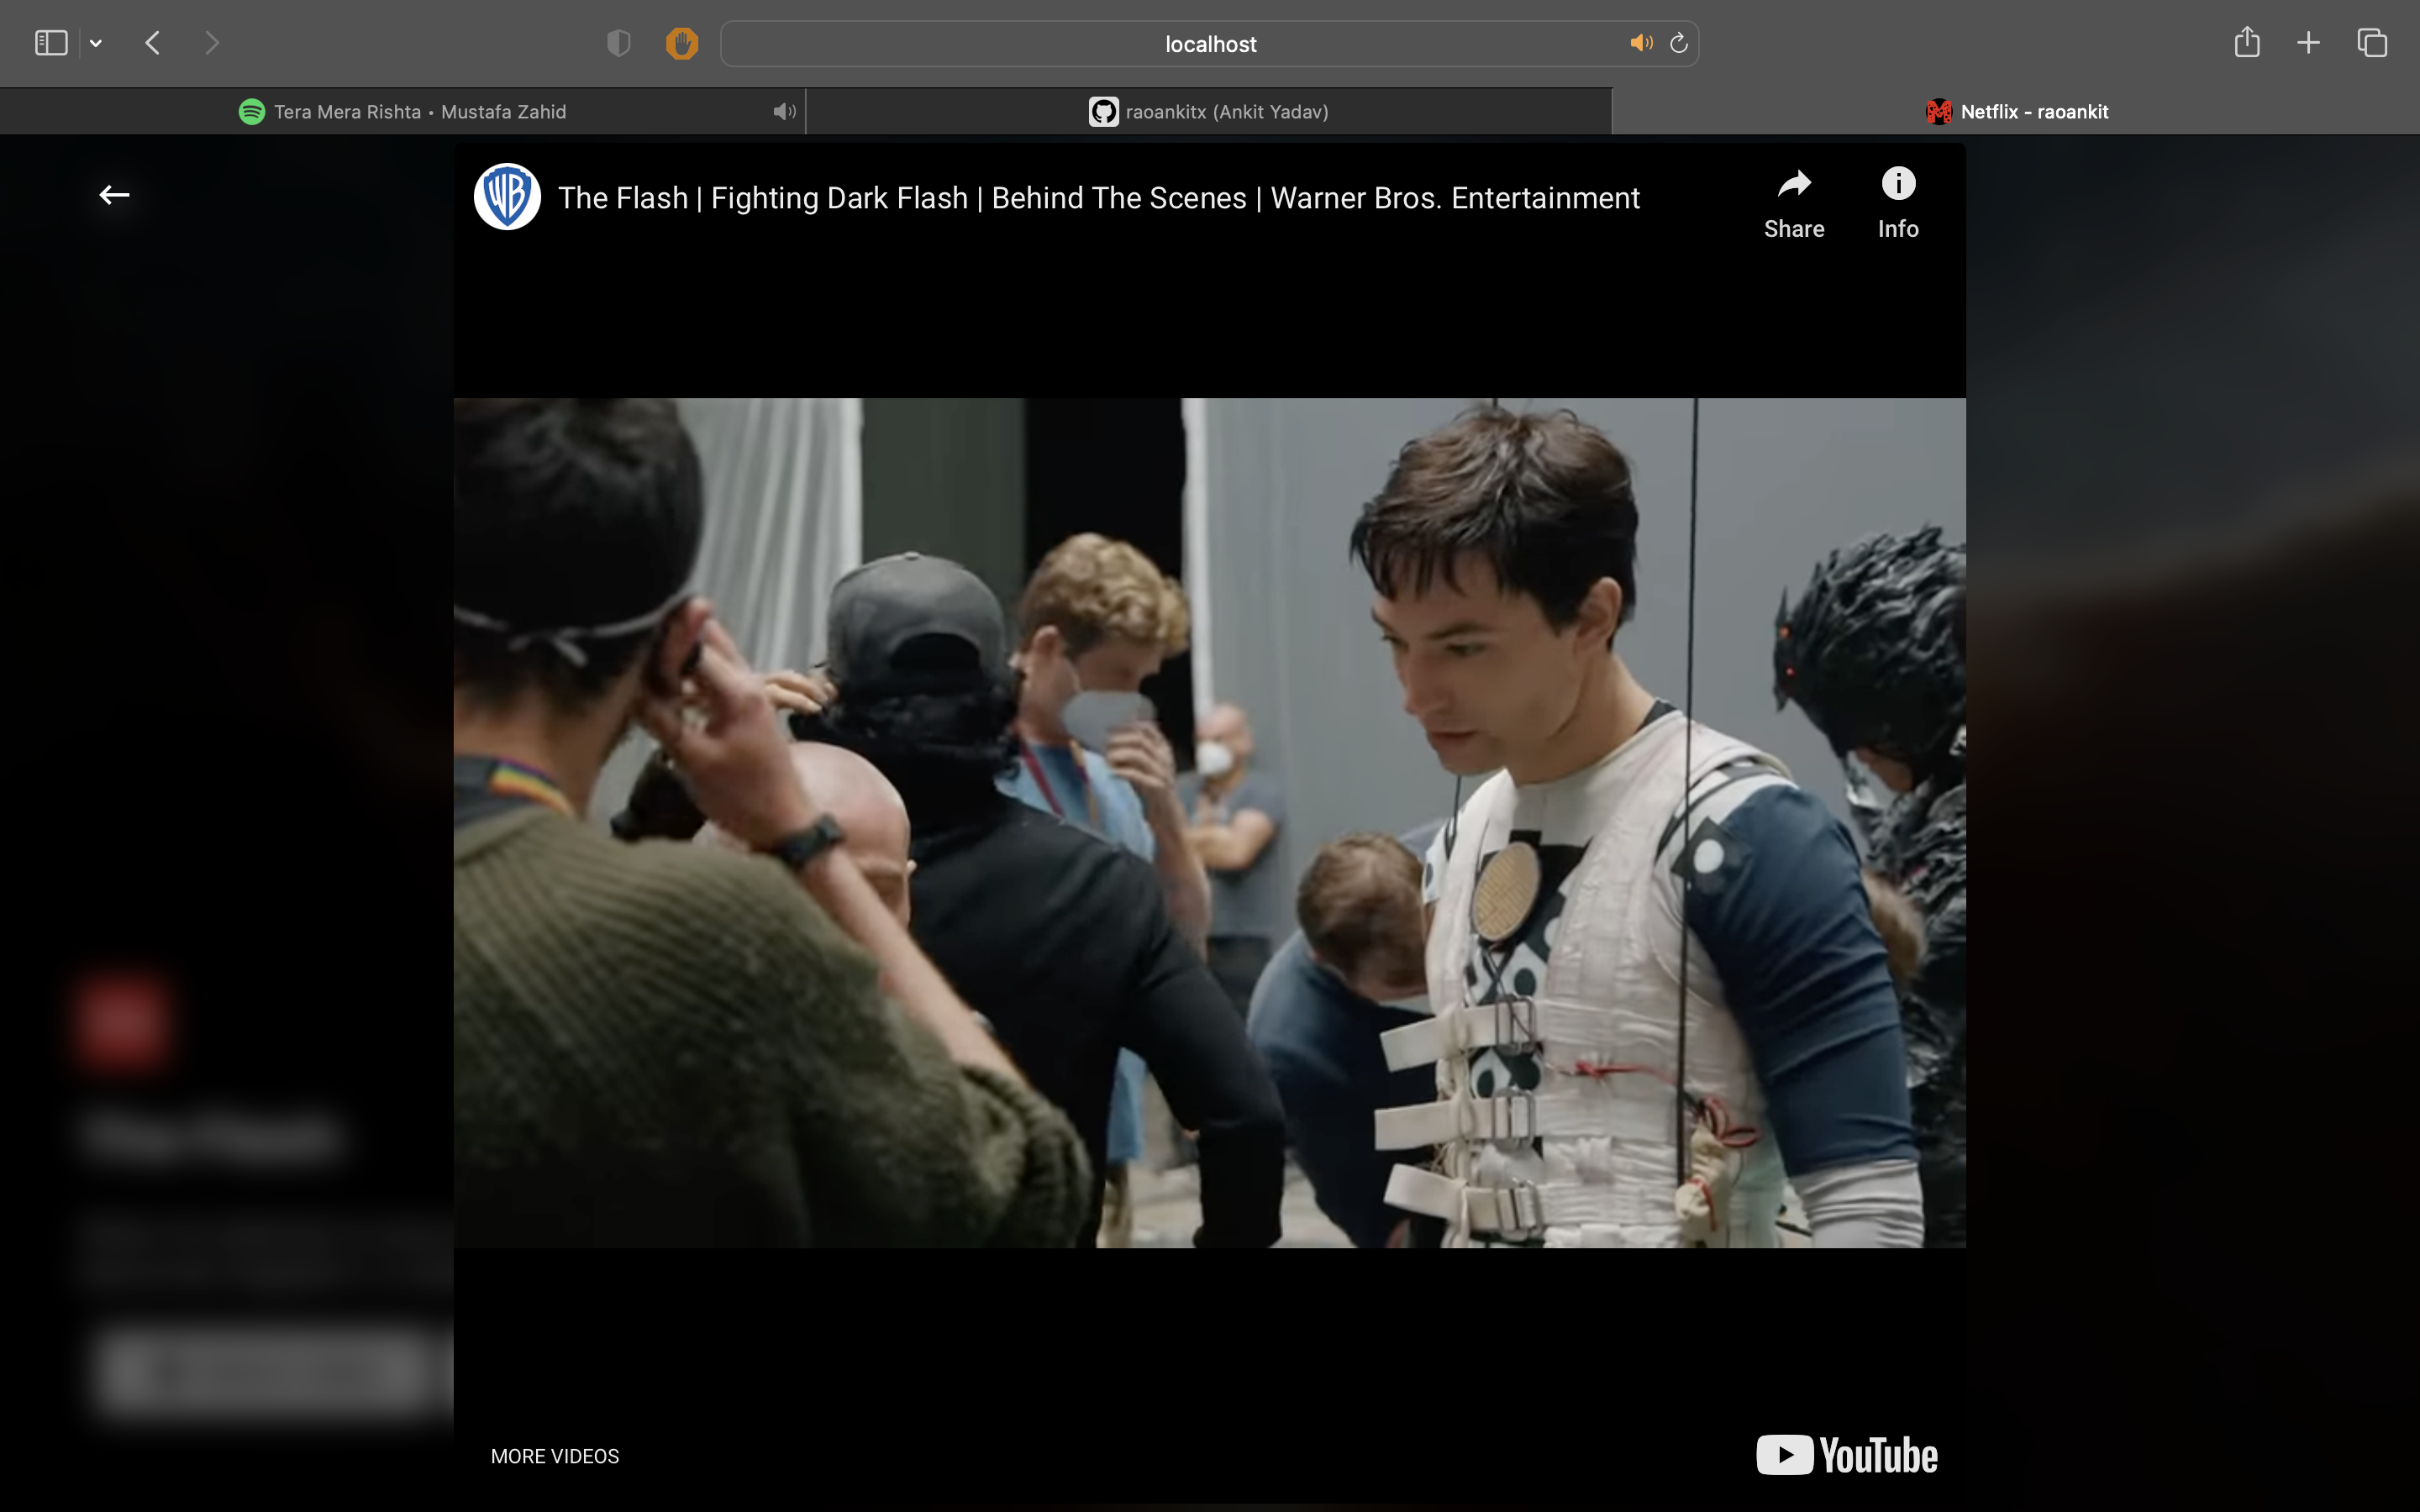 localhost
Tera Mera Rishta • Mustafa Zahid
raoankitx (Ankit Yadav)
Netflix - raoankit
WB
The Flash | Fighting Dark Flash | Behind The Scenes | Warner Bros. Entertainment
Share
Info
MORE VIDEOS
YouTube